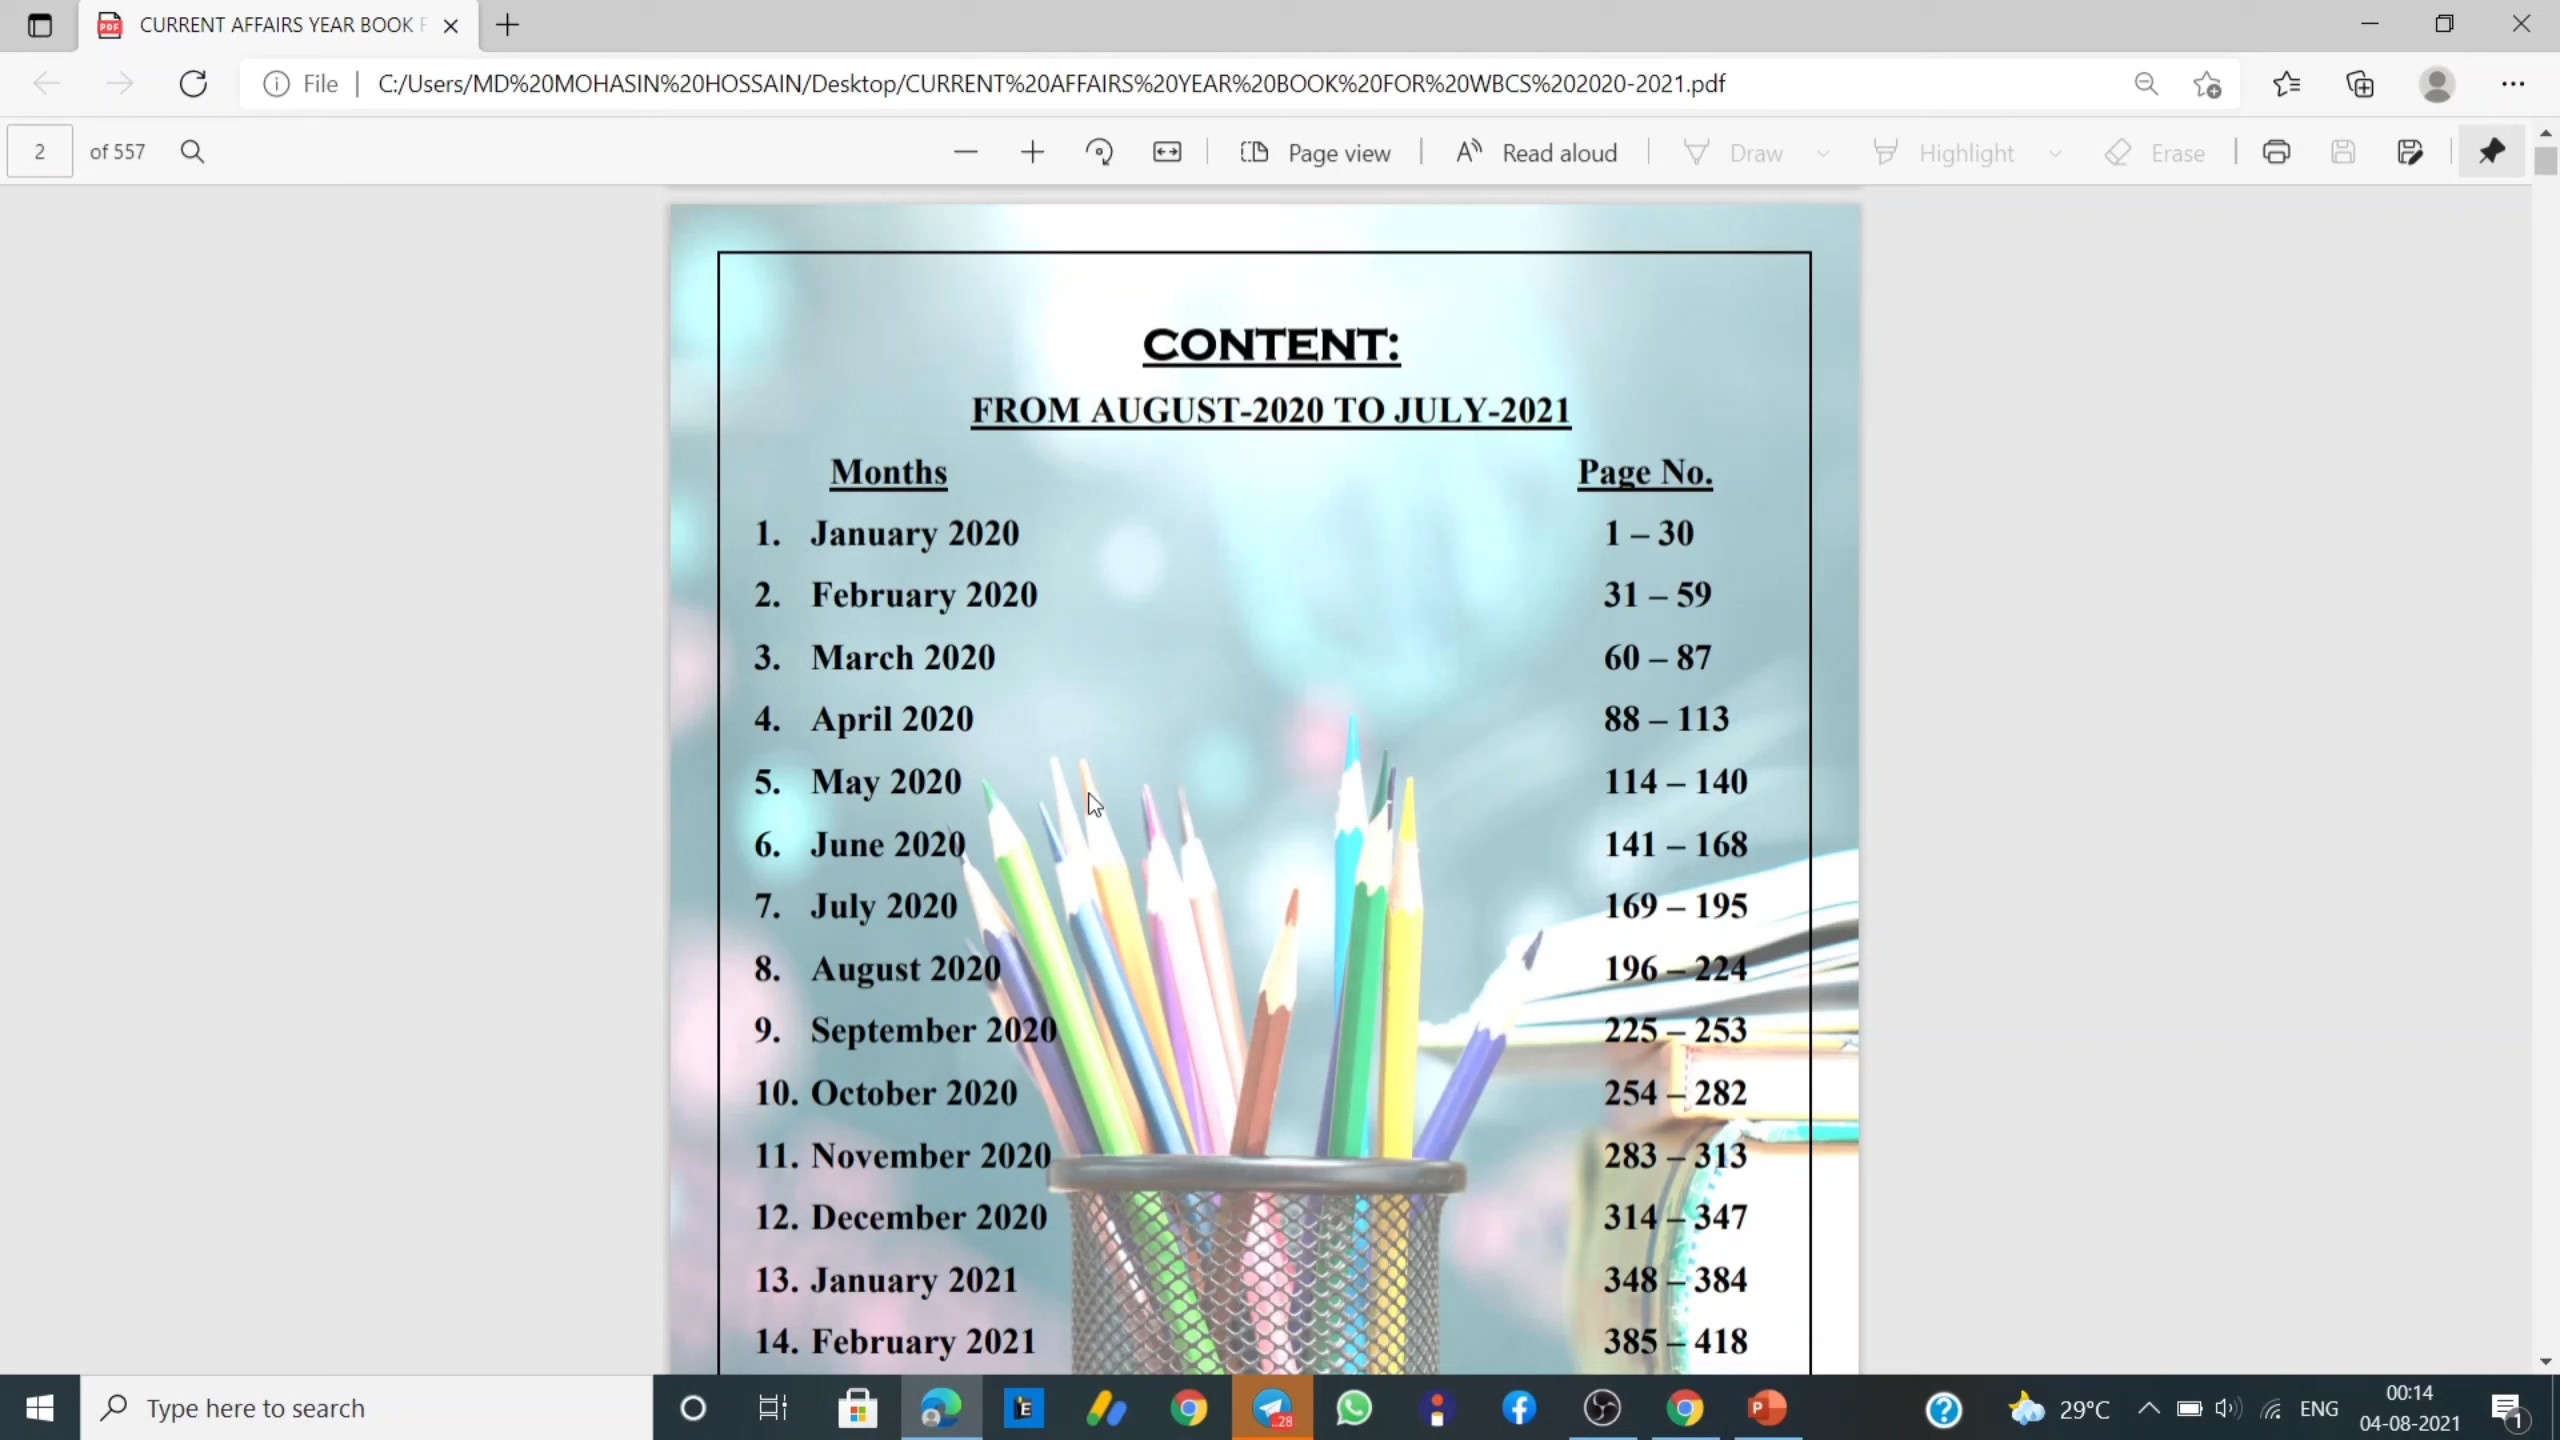 CURRENT AFFAIRS YEAR BOOK F
File
C:/Users/MD%20MOHASIN%20HOSSAIN/Desktop/CURRENT%20AFFAIRS%20YEAR%20BOOK%20FOR%20WBCS%202020-2021.pdf
2 of 557
Page view
Read aloud
Draw
Highlight
Erase
CONTENT:
FROM AUGUST-2020 TO JULY-2021
Months Page No.
1. January 2020 1 – 30
2. February 2020 31 – 59
3. March 2020 60 – 87
4. April 2020 88 – 113
5. May 2020 114 – 140
6. June 2020 141 – 168
7. July 2020 169 – 195
8. August 2020 196 – 224
9. September 2020 225 – 253
10. October 2020 254 – 282
11. November 2020 283 – 313
12. December 2020 314 – 347
13. January 2021 348 – 384
14. February 2021 385 – 418
Type here to search
..28
29°C
ENG
00:14
04-08-2021
1